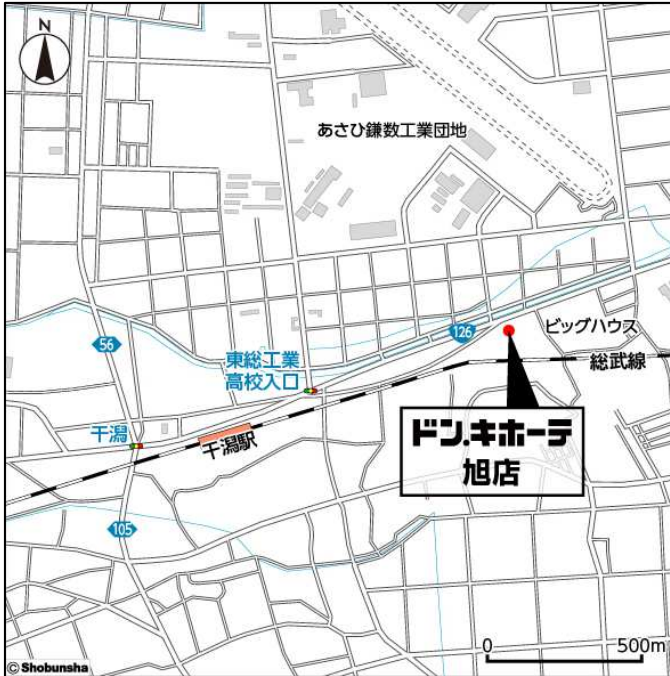 N
あさひ鎌数工業団地
126
ビッグハウス
56
東総工業
高校入口
総武線
干潟
干潟駅
ドン.キホーテ
旭店
105
0 500m
© Shobunsha